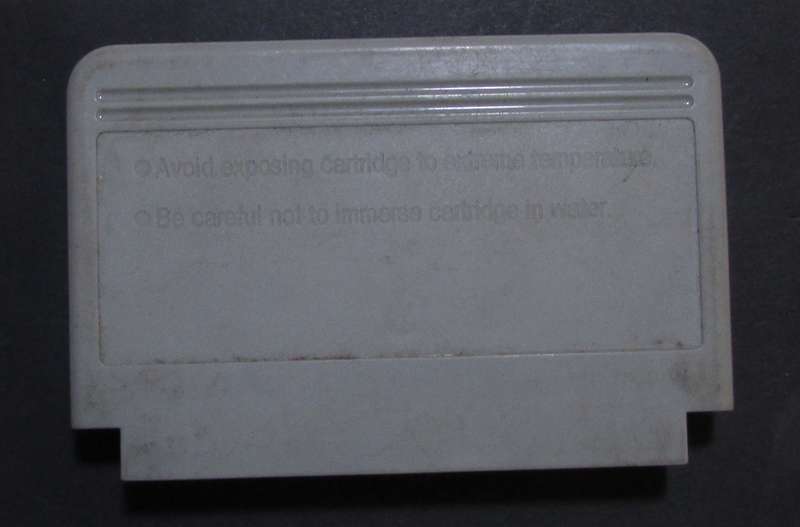 Avoid exposing cartridge to extreme temperature.
Be careful not to immerse cartridge in water.